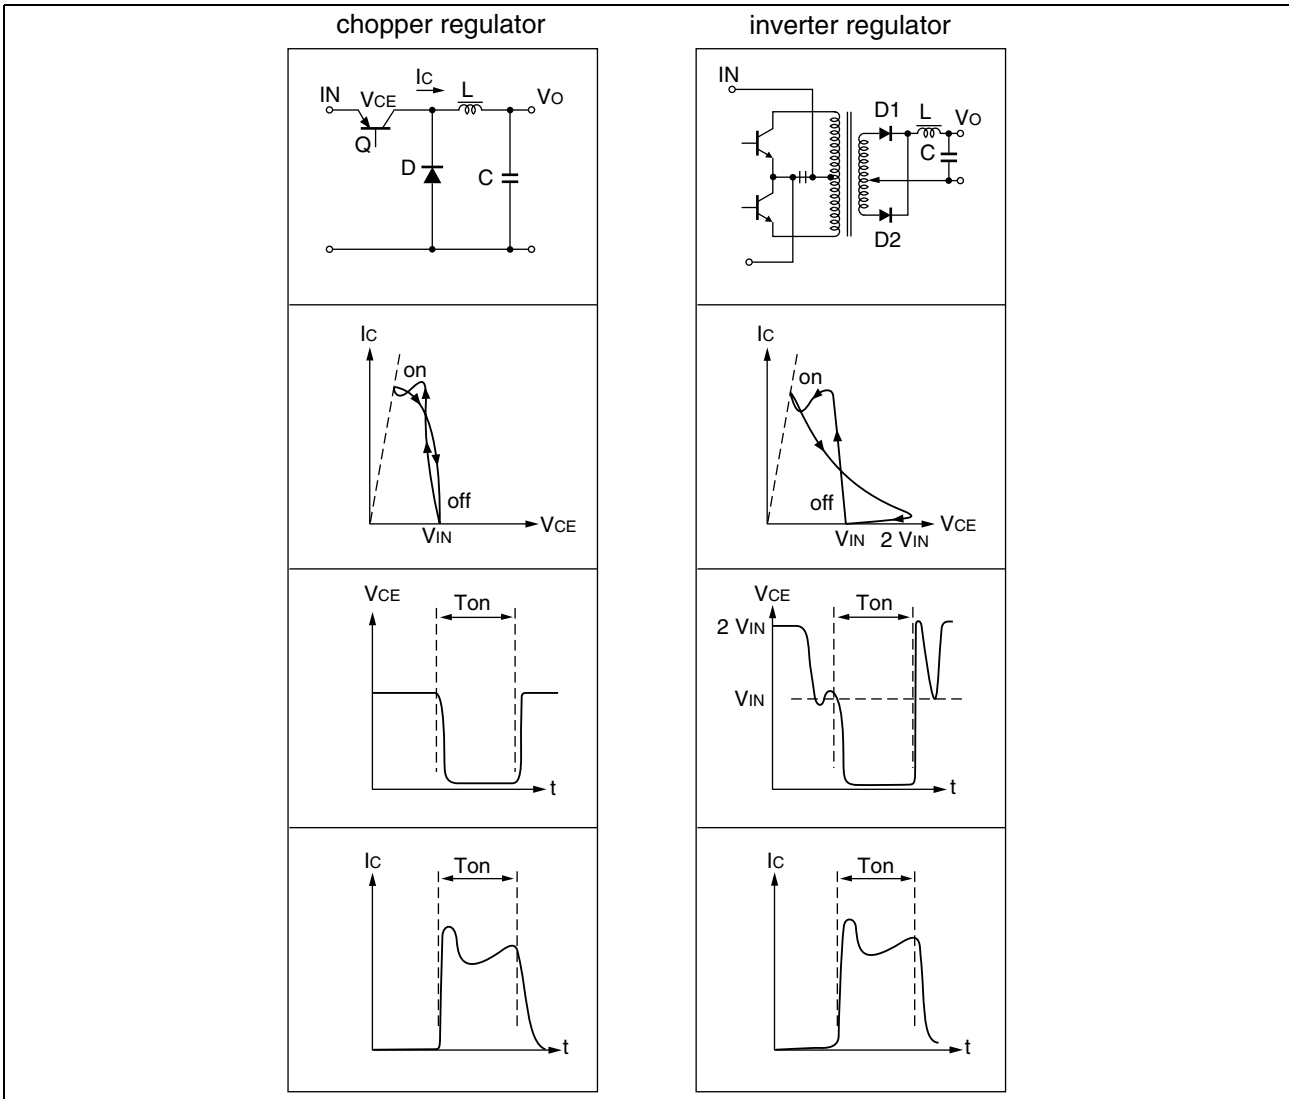 chopper regulator
IN
VCE
IC
L
VO
Q
D
C
IC
on
off
VIN
VCE
VCE
Ton
t
IC
Ton
t
inverter regulator
IN
D1
L
VO
C
D2
IC
on
off
VIN
2 VIN
VCE
VCE
Ton
2 VIN
VIN
t
IC
Ton
t